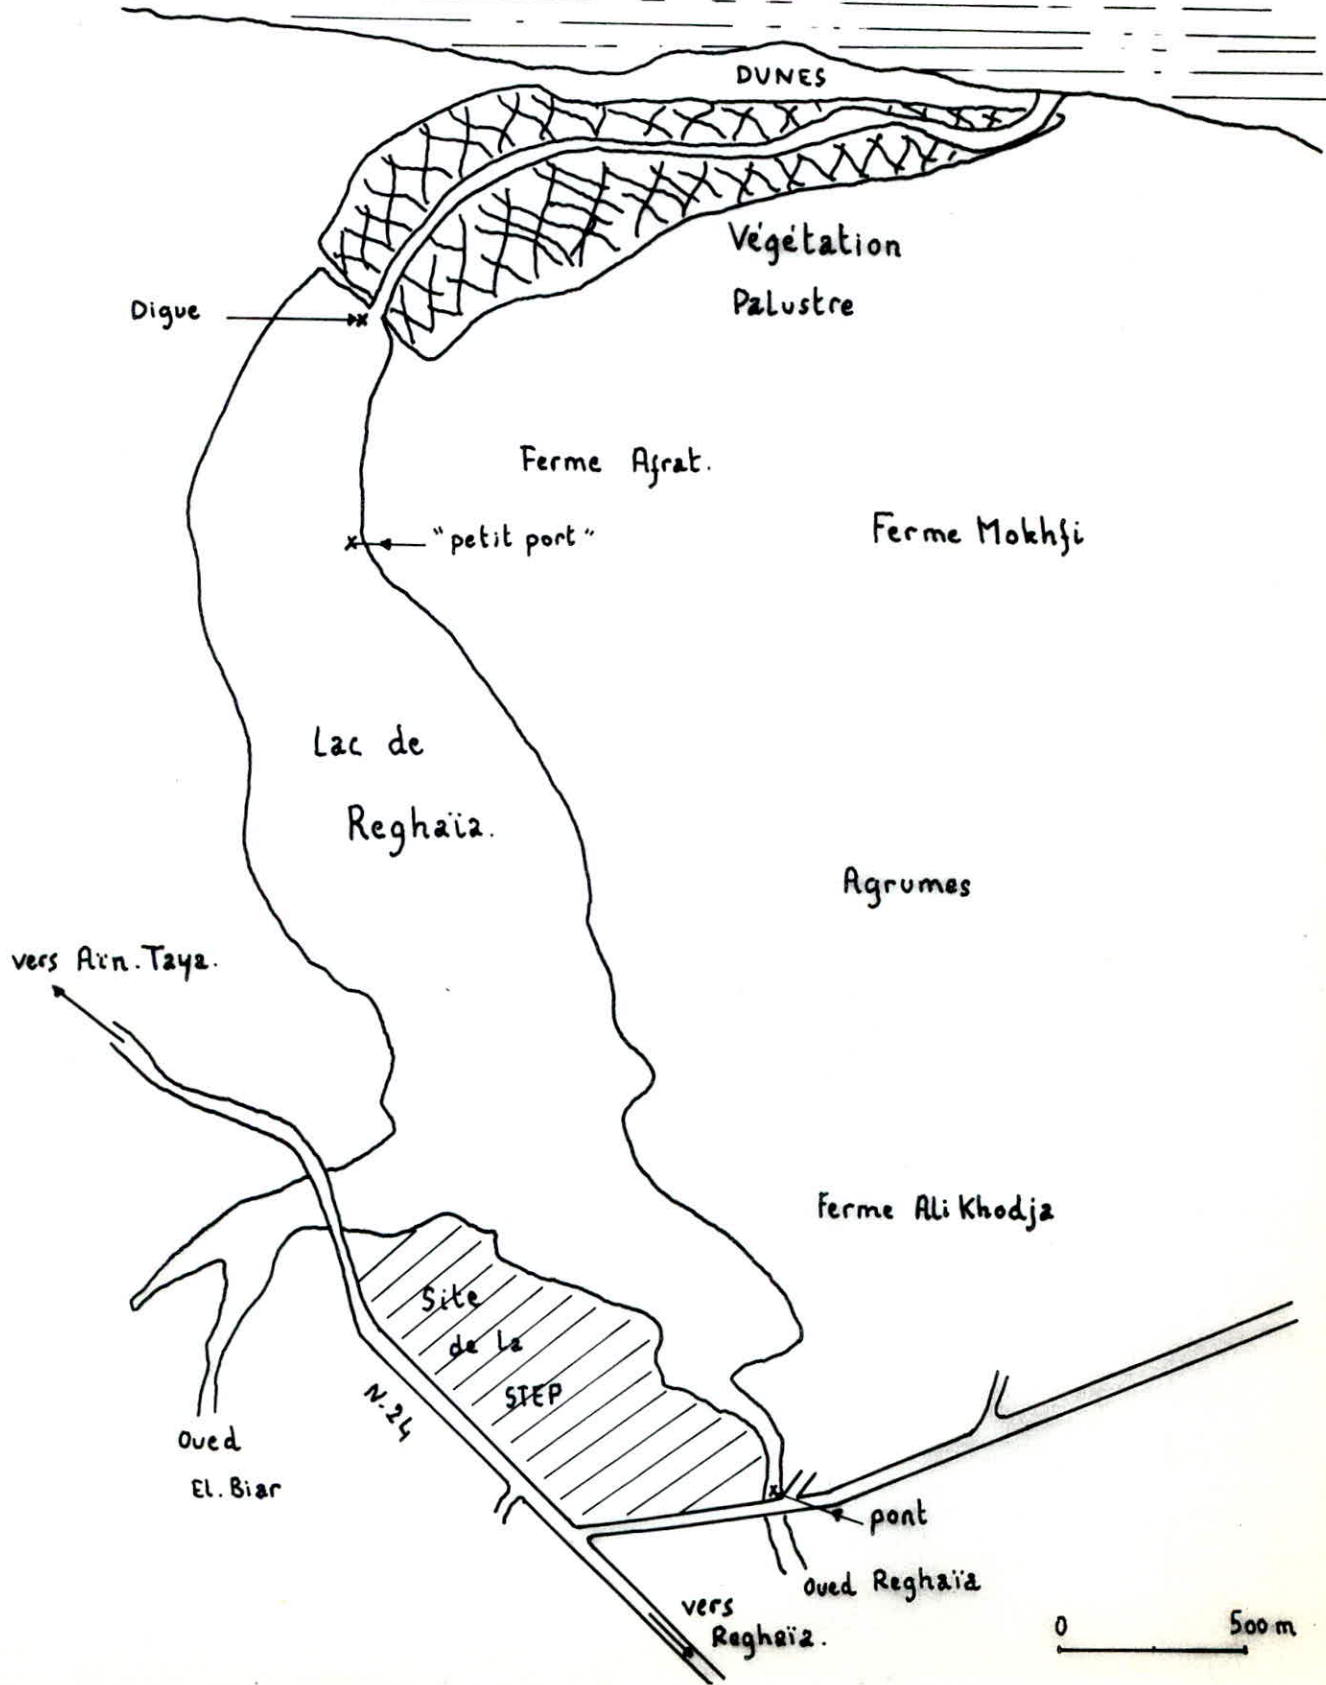 DUNES
Végétation
Palustre
Digue
Ferme Afrat.
"petit port"
Ferme Mokhfi
Lac de
Reghaïa.
Agrumes
vers Aïn.Taya.
Ferme Ali Khodja
Site
de la
STEP
N.24
Oued
El.Biar
pont
Oued Reghaïa
vers
Reghaïa.
0 500 m